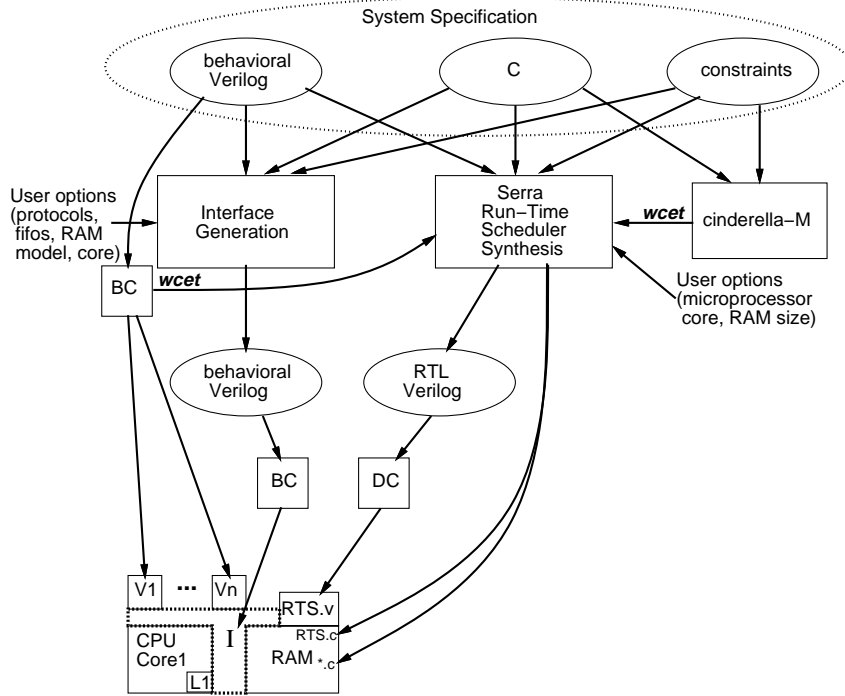 System Specification
behavioral
Verilog
C
constraints
User options
(protocols,
fifos, RAM
model, core)
Interface
Generation
Serra
Run-Time
Scheduler
Synthesis
wcet
cinderella-M
BC
wcet
User options
(microprocessor
core, RAM size)
behavioral
Verilog
RTL
Verilog
BC
DC
V1
...
Vn
RTS.v
I
CPU
Core1
L1
RTS.c
RAM *.c